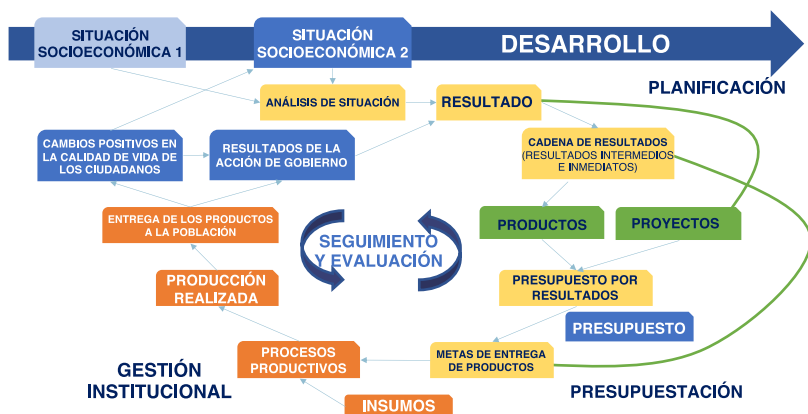 SITUACIÓN
SOCIOECONÓMICA 1
SITUACIÓN
SOCIOECONÓMICA 2
DESARROLLO
PLANIFICACIÓN
ANÁLISIS DE SITUACIÓN
RESULTADO
CAMBIOS POSITIVOS EN
LA CALIDAD DE VIDA DE
LOS CIUDADANOS
RESULTADOS DE LA
ACCIÓN DE GOBIERNO
CADENA DE RESULTADOS
(RESULTADOS INTERMEDIOS
E INMEDIATOS)
ENTREGA DE LOS PRODUCTOS
A LA POBLACIÓN
SEGUIMIENTO
Y EVALUACIÓN
PRODUCTOS
PROYECTOS
PRODUCCIÓN
REALIZADA
PRESUPUESTO POR
RESULTADOS
PRESUPUESTO
PROCESOS
PRODUCTIVOS
METAS DE ENTREGA
DE PRODUCTOS
GESTIÓN
INSTITUCIONAL
PRESUPUESTACIÓN
INSUMOS